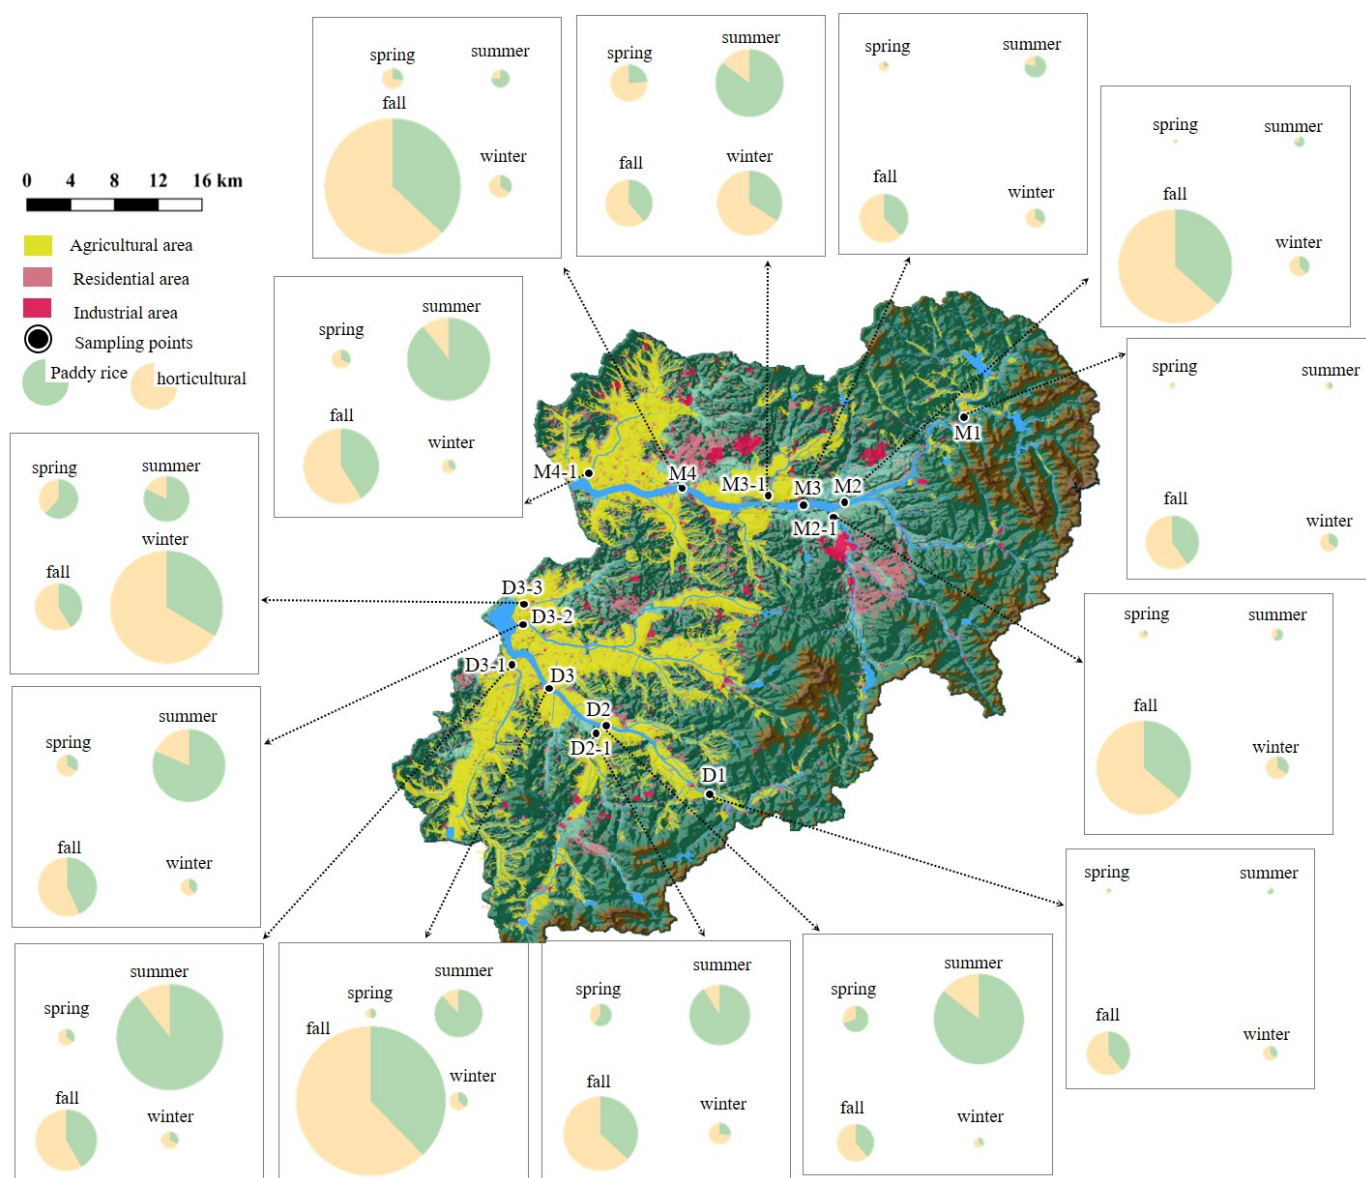 spring
summer
fall
winter
spring
summer
fall
winter
spring
summer
fall
winter
spring
summer
fall
winter
0 4 8 12 16 km
Agricultural area
Residential area
Industrial area
Sampling points
Paddy rice
horticultural
spring
summer
fall
winter
spring
summer
fall
winter
M1
M2
M2-1
M3
M3-1
M4
M4-1
spring
summer
fall
winter
spring
summer
fall
winter
D3-3
D3-2
D3-1
D3
D2
D2-1
D1
spring
summer
fall
winter
spring
summer
fall
winter
spring
summer
fall
winter
spring
summer
fall
winter
spring
summer
fall
winter
spring
summer
fall
winter